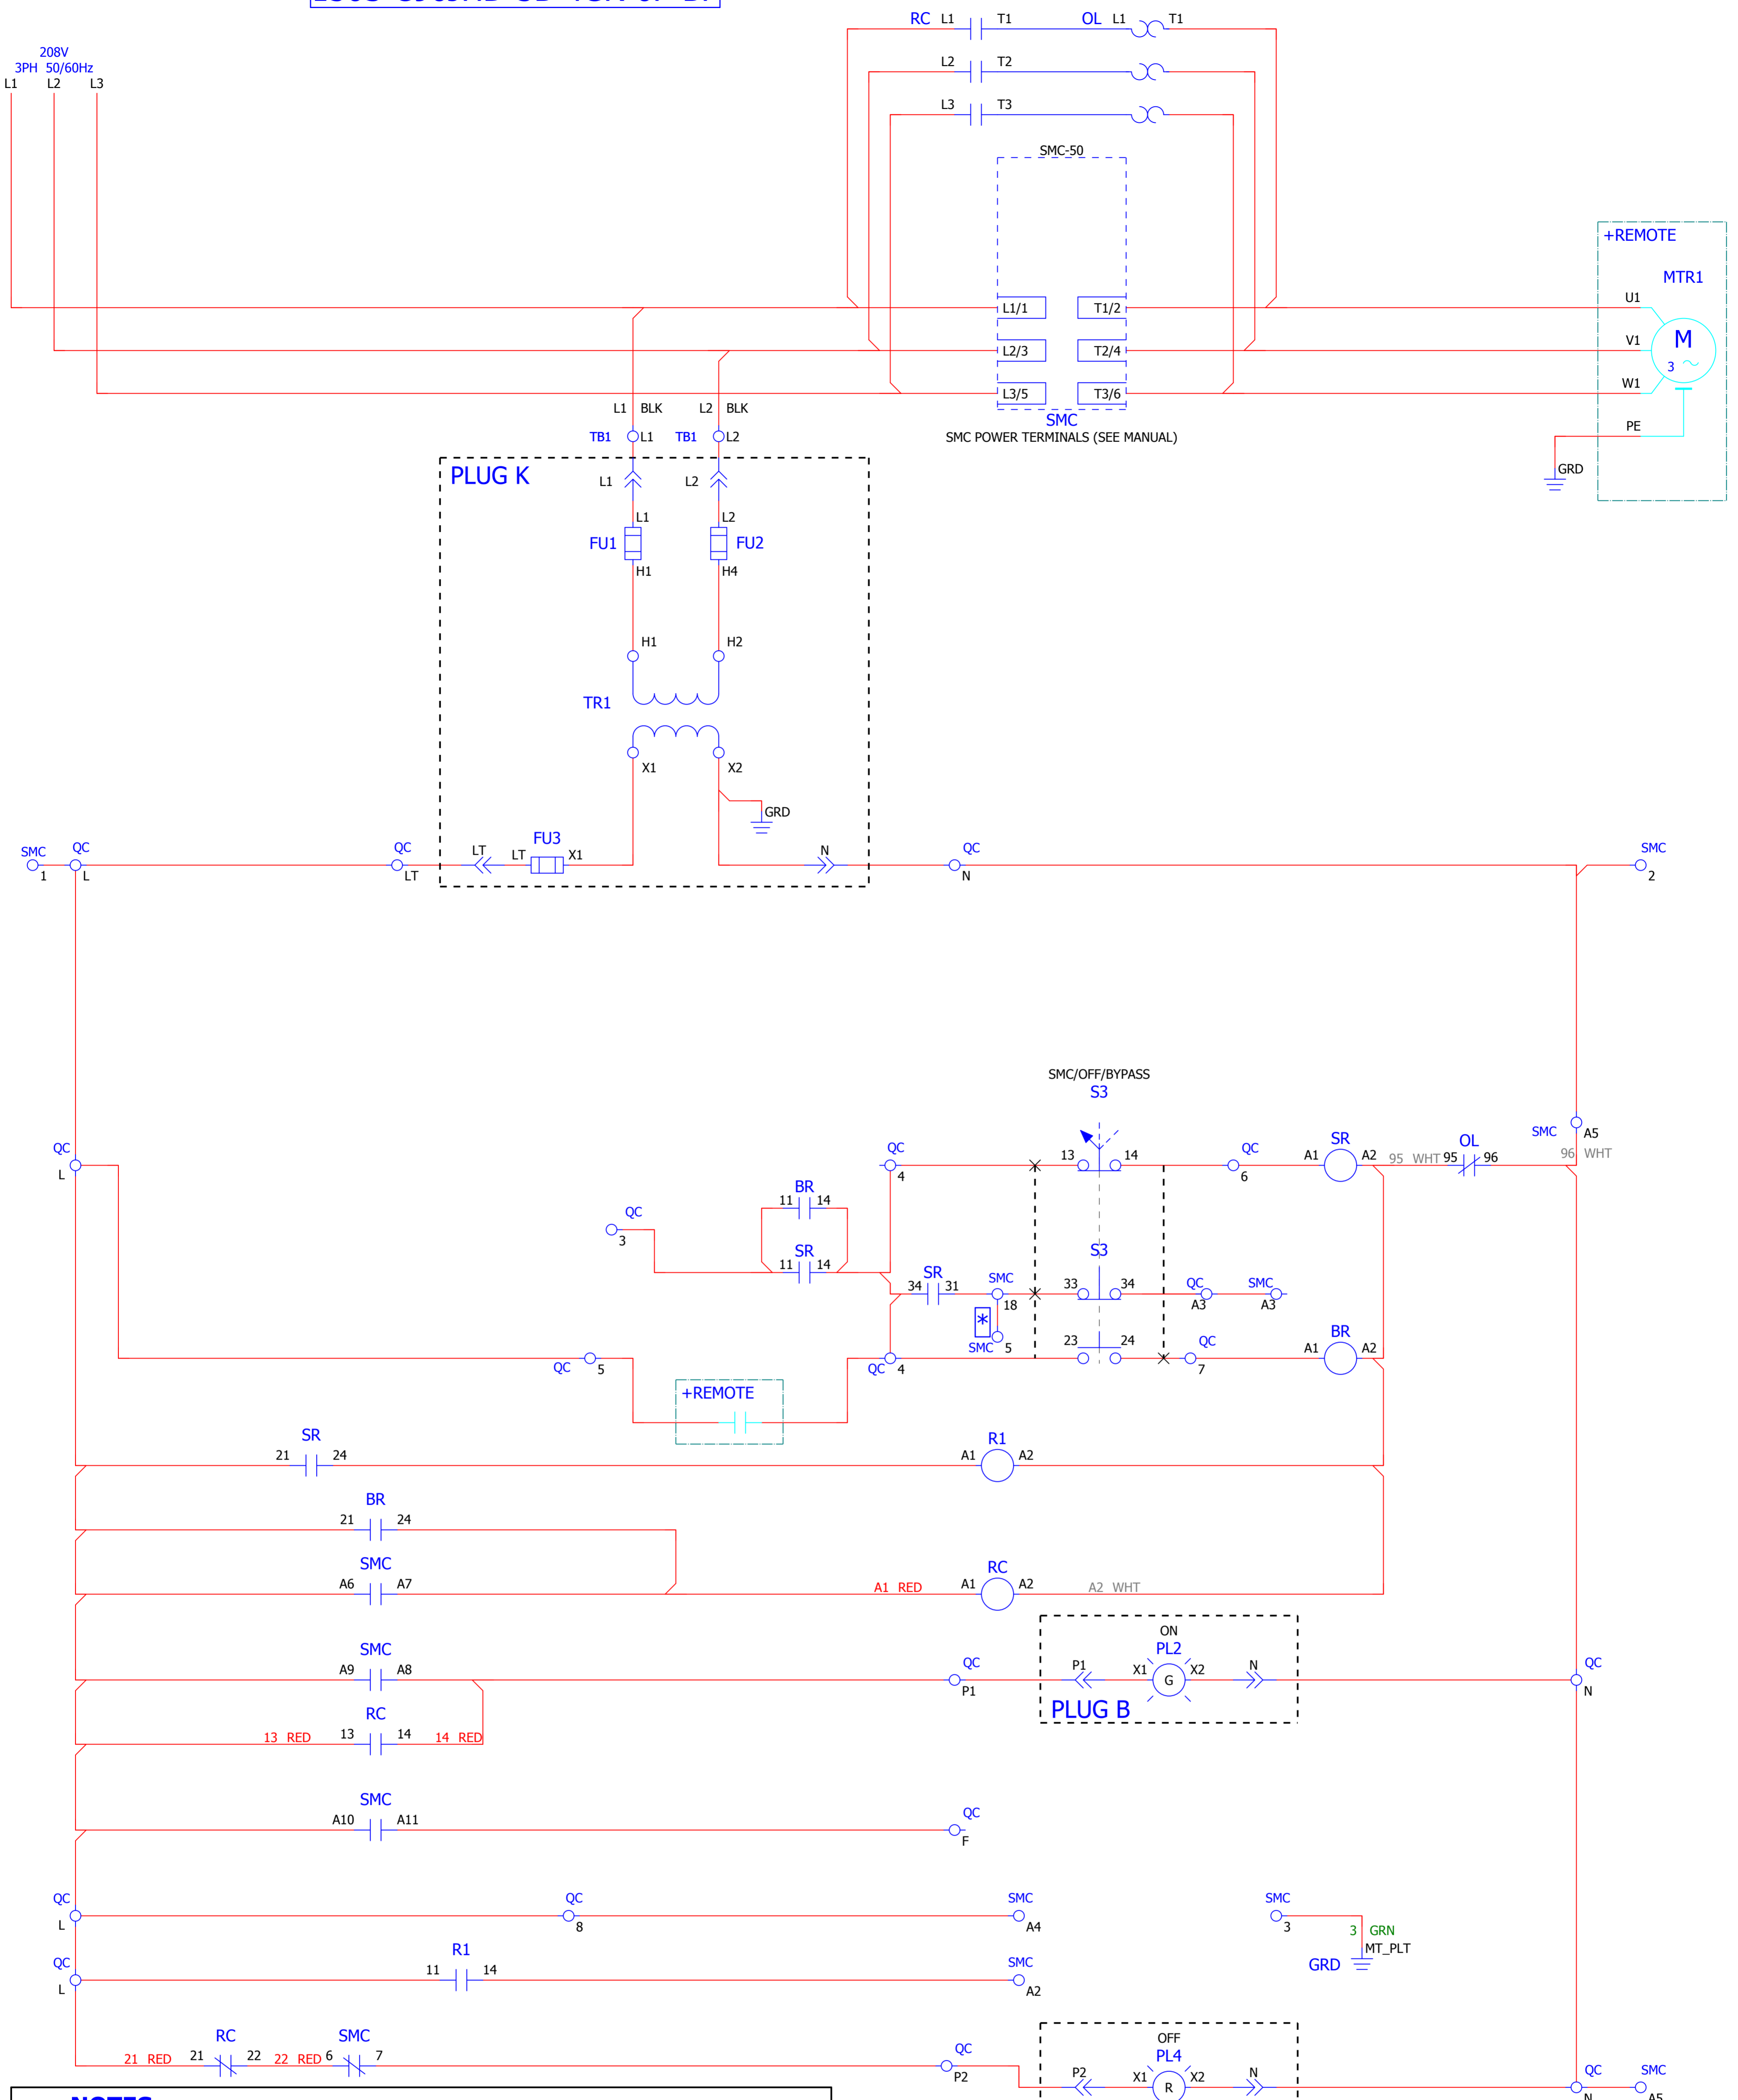 RC L1 T1 OL L1 T1
208V
3PH 50/60Hz
L1 L2 L3
L2 T2
L3 T3
SMC-50
+REMOTE
MTR1
L1/1 T1/2 U1
L2/3 T2/4 V1 M
3
L3/5 T3/6 W1
L1 BLK L2 BLK
SMC PE
TB1 L1 TB1 L2 SMC POWER TERMINALS (SEE MANUAL)
PLUG K
L1 L2 GRD
L1 L2
FU1 FU2
H1 H4
H1 H2
TR1
X1 X2
GRD
SMC QC QC LT LT FU3 X1 N QC SMC
1 L LT N 2
SMC/OFF/BYPASS
S3
SMC A5
QC QC 13 14 QC A1 SR A2 95 WHT 95 OL 96 96 WHT
L 4 6
BR
11 14
QC
3
SR
11 14
S3
SR
34 31 SMC 33 34 QC SMC
18 A3 A3
*
SMC 5 23 24 QC BR
A1 A2
QC 5 QC 4 7
+REMOTE
SR R1
21 24 A1 A2
BR
21 24
SMC RC
A6 A7 A1 RED A1 A2 A2 WHT
ON
SMC QC PL2 QC
A9 A8 P1 X1 X2 N
G
P1 N
PLUG B
RC
13 RED 13 14 14 RED
SMC QC
A10 A11
F
QC QC SMC SMC
L 8 A4 3
3 GRN
MT_PLT
GRD
QC R1 SMC
11 14
L A2
OFF
RC SMC QC PL4 QC SMC
21 RED 21 22 22 RED 6 7
P2 P2 X1 X2 N
R